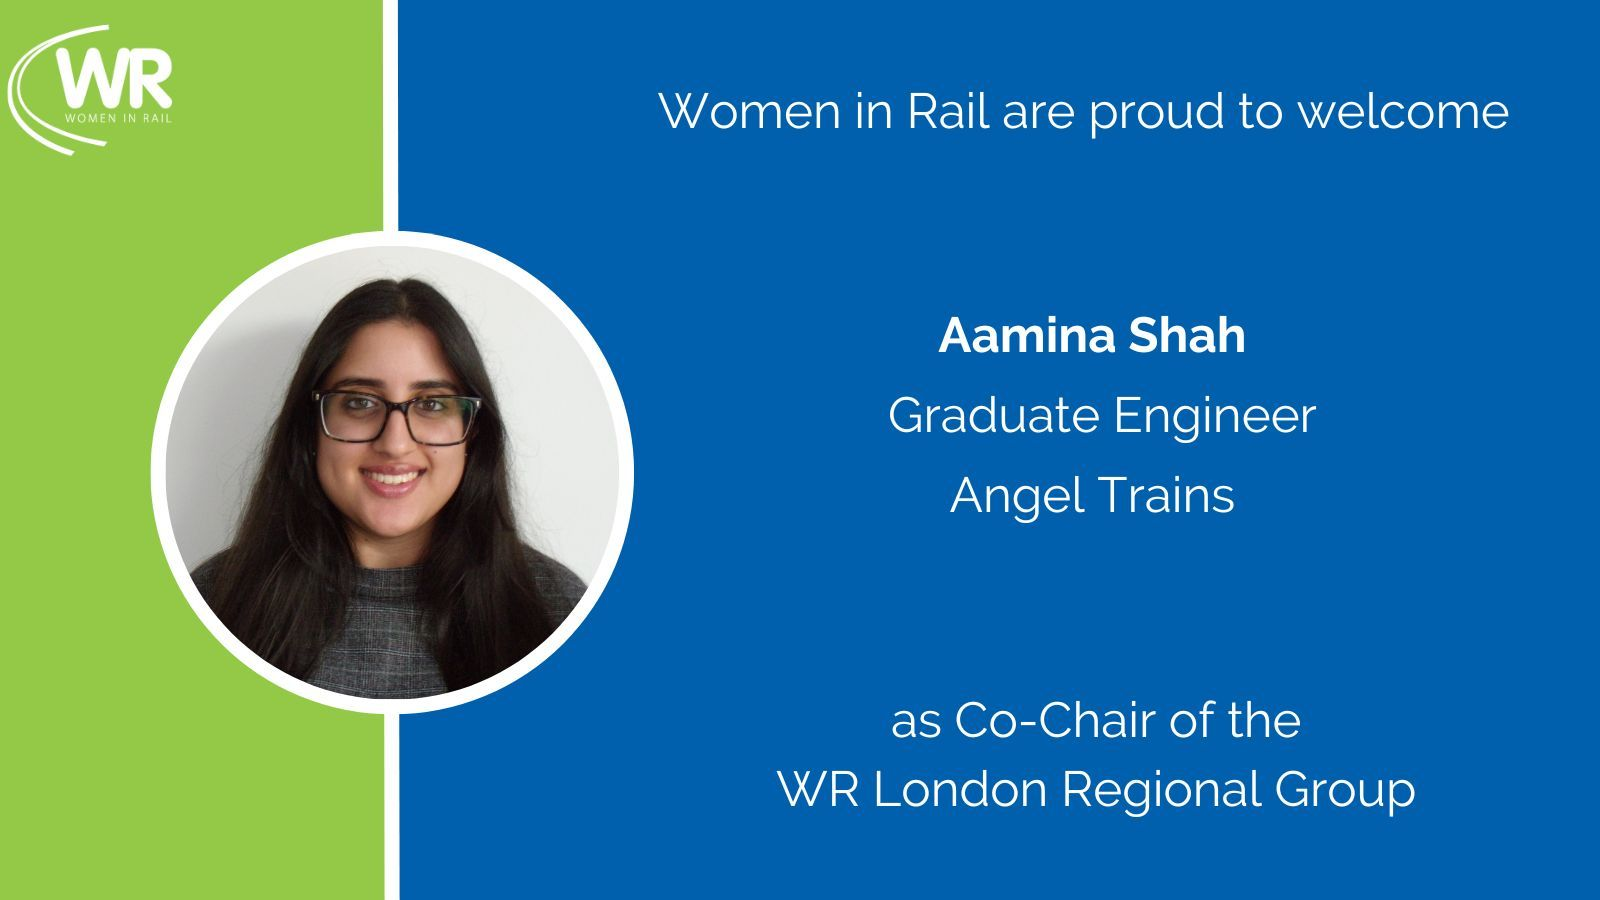 WR
WOMEN IN RAIL
Women in Rail are proud to welcome
Aamina Shah
Graduate Engineer
Angel Trains
as Co-Chair of the
WR London Regional Group